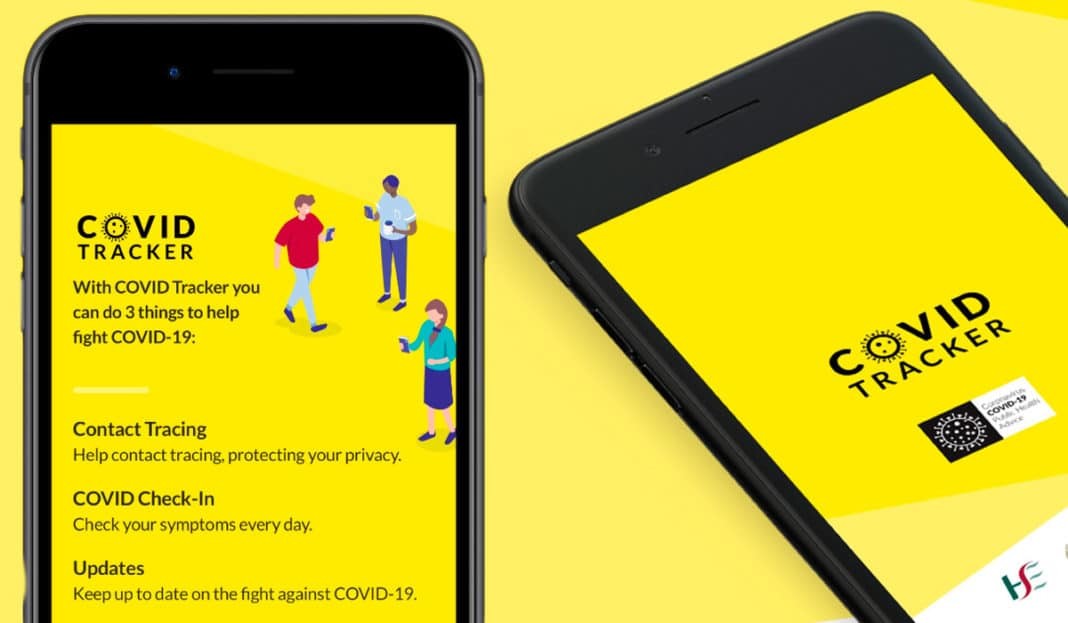 COVID
TRACKER
With COVID Tracker you
can do 3 things to help
fight COVID-19:
Contact Tracing
Help contact tracing, protecting your privacy.
COVID Check-In
Check your symptoms every day.
Updates
Keep up to date on the fight against COVID-19.
COVID
TRACKER
Coronavirus
COVID-19
Public Health
Advice
HSE